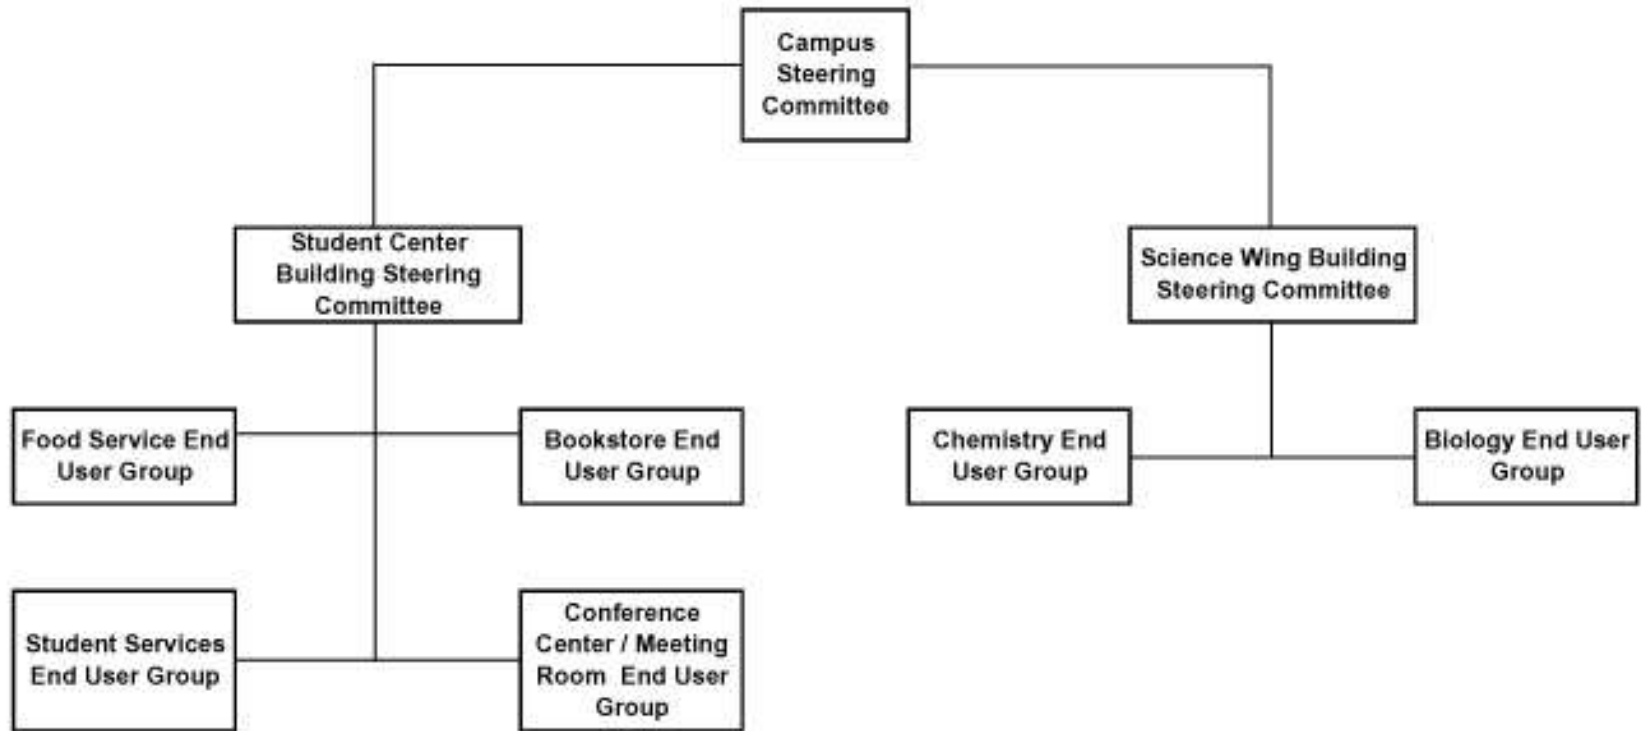 Campus
Steering
Committee
Student Center
Building Steering
Committee
Science Wing Building
Steering Committee
Food Service End
User Group
Bookstore End
User Group
Chemistry End
User Group
Biology End User
Group
Student Services
End User Group
Conference
Center / Meeting
Room End User
Group